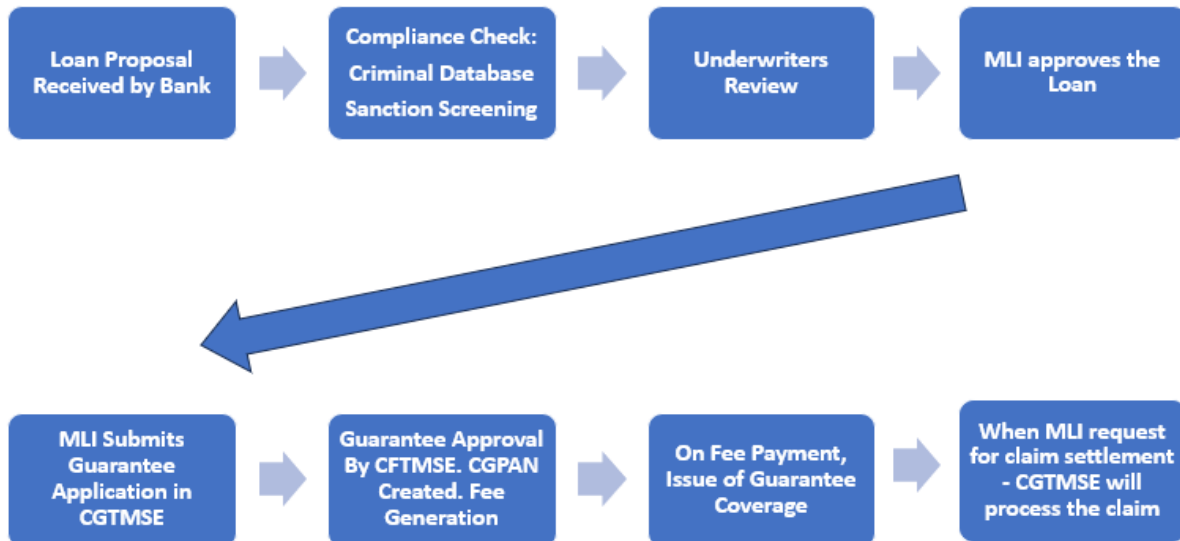 Loan Proposal
Received by Bank
Compliance Check:
Criminal Database
Sanction Screening
Underwriters
Review
MLI approves the
Loan
MLI Submits
Guarantee
Application in
CGTMSE
Guarantee Approval
By CFTMSE. CGPAN
Created. Fee
Generation
On Fee Payment,
Issue of Guarantee
Coverage
When MLI request
for claim settlement
- CGTMSE will
process the claim